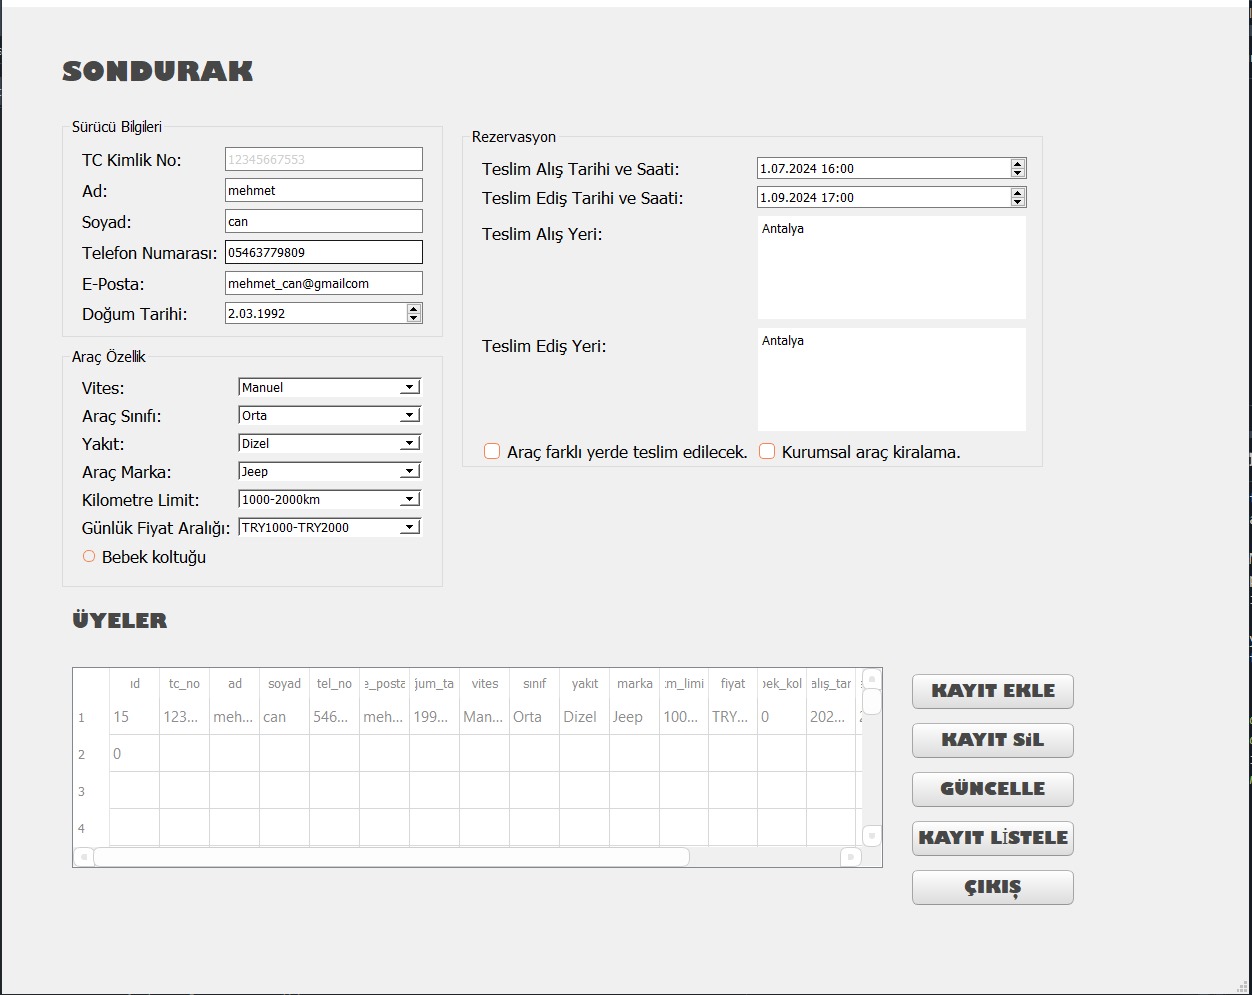 SONDURAK
Sürücü Bilgileri
TC Kimlik No: 12345667553
Ad: mehmet
Soyad: can
Telefon Numarası: 05463779809
E-Posta: mehmet_can@gmailcom
Doğum Tarihi: 2.03.1992
Araç Özellik
Vites: Manuel
Araç Sınıfı: Orta
Yakıt: Dizel
Araç Marka: Jeep
Kilometre Limit: 1000-2000km
Günlük Fiyat Aralığı: TRY1000-TRY2000
Bebek koltuğu
Rezervasyon
Teslim Alış Tarihi ve Saati: 1.07.2024 16:00
Teslim Ediş Tarihi ve Saati: 1.09.2024 17:00
Teslim Alış Yeri: Antalya
Teslim Ediş Yeri: Antalya
Araç farklı yerde teslim edilecek. Kurumsal araç kiralama.
ÜYELER
ıd tc_no ad soyad tel_no e_posta ğum_ta vites sınıf yakıt marka km_limi fiyat bek_kol alış_tar
1 15 123... meh... can 546... meh... 199... Man... Orta Dizel Jeep 100... TRY... 0 202...
2 0
3
4
KAYIT EKLE
KAYIT SiL
GÜNCELLE
KAYIT LİSTELE
ÇIKIŞ